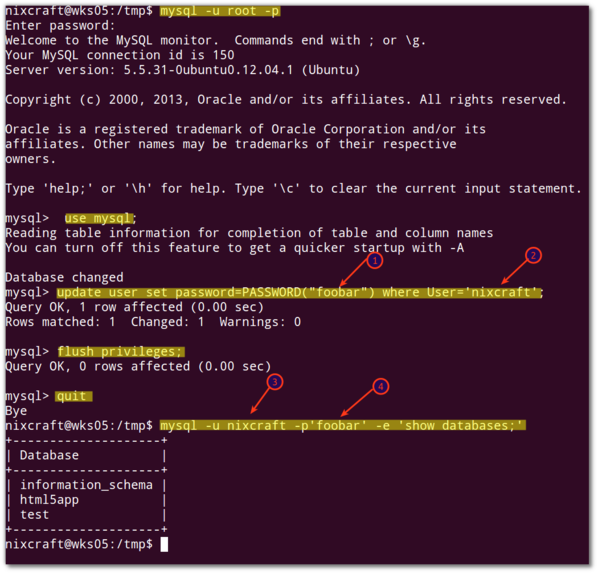 nixcraft@wks05:/tmp$ mysql -u root -p
Enter password:
Welcome to the MySQL monitor.  Commands end with ; or \g.
Your MySQL connection id is 150
Server version: 5.5.31-0ubuntu0.12.04.1 (Ubuntu)

Copyright (c) 2000, 2013, Oracle and/or its affiliates. All rights reserved.

Oracle is a registered trademark of Oracle Corporation and/or its
affiliates. Other names may be trademarks of their respective
owners.

Type 'help;' or '\h' for help. Type '\c' to clear the current input statement.

mysql>  use mysql;
Reading table information for completion of table and column names
You can turn off this feature to get a quicker startup with -A

1 2
Database changed
mysql> update user set password=PASSWORD("foobar") where User='nixcraft';
Query OK, 1 row affected (0.00 sec)
Rows matched: 1  Changed: 1  Warnings: 0

mysql> flush privileges;
Query OK, 0 rows affected (0.00 sec)

3 4
mysql> quit
Bye
nixcraft@wks05:/tmp$ mysql -u nixcraft -p'foobar' -e 'show databases;'
+--------------------+
| Database           |
+--------------------+
| information_schema |
| html5app           |
| test               |
+--------------------+
nixcraft@wks05:/tmp$